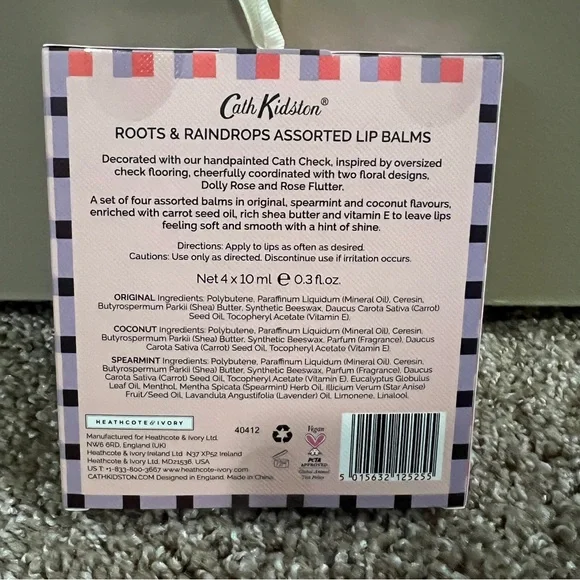 Cath Kidston®
ROOTS & RAINDROPS ASSORTED LIP BALMS
Decorated with our handpainted Cath Check, inspired by oversized
check flooring, cheerfully coordinated with two floral designs,
Dolly Rose and Rose Flutter.
A set of four assorted balms in original, spearmint and coconut flavours,
enriched with carrot seed oil, rich shea butter and vitamin E to leave lips
feeling soft and smooth with a hint of shine.
Directions: Apply to lips as often as desired.
Cautions: Use only as directed. Discontinue use if irritation occurs.
Net 4 x 10 ml ℮ 0.3 fl.oz.
ORIGINAL Ingredients: Polybutene, Paraffinum Liquidum (Mineral Oil), Ceresin,
Butyrospermum Parkii (Shea) Butter, Synthetic Beeswax, Daucus Carota Sativa (Carrot)
Seed Oil, Tocopheryl Acetate (Vitamin E).
COCONUT Ingredients: Polybutene, Paraffinum Liquidum (Mineral Oil), Ceresin,
Butyrospermum Parkii (Shea) Butter, Synthetic Beeswax, Parfum (Fragrance), Daucus
Carota Sativa (Carrot) Seed Oil, Tocopheryl Acetate (Vitamin E).
SPEARMINT Ingredients: Polybutene, Paraffinum Liquidum (Mineral Oil), Ceresin,
Butyrospermum Parkii (Shea) Butter, Synthetic Beeswax, Parfum (Fragrance), Daucus
Carota Sativa (Carrot) Seed Oil, Tocopheryl Acetate (Vitamin E), Eucalyptus Globulus
Leaf Oil, Menthol, Mentha Spicata (Spearmint) Herb Oil, Illicium Verum (Star Anise)
Fruit/Seed Oil, Lavandula Angustifolia (Lavender) Oil, Limonene, Linalool.
HEATHCOTE & IVORY
Manufactured for Heathcote & Ivory Ltd.
NW6 6RD, England (UK)
Heathcote & Ivory Ireland Ltd N37 XP52 Ireland
Heathcote & Ivory, MD21536, USA
US T: +1-833-800-3667 www.heathcote-ivory.com
CATHKIDSTON.COM Designed in England. Made in China.
40412
Vegan
PETA
APPROVED
Global Animal
Test Policy
5 015632 125255